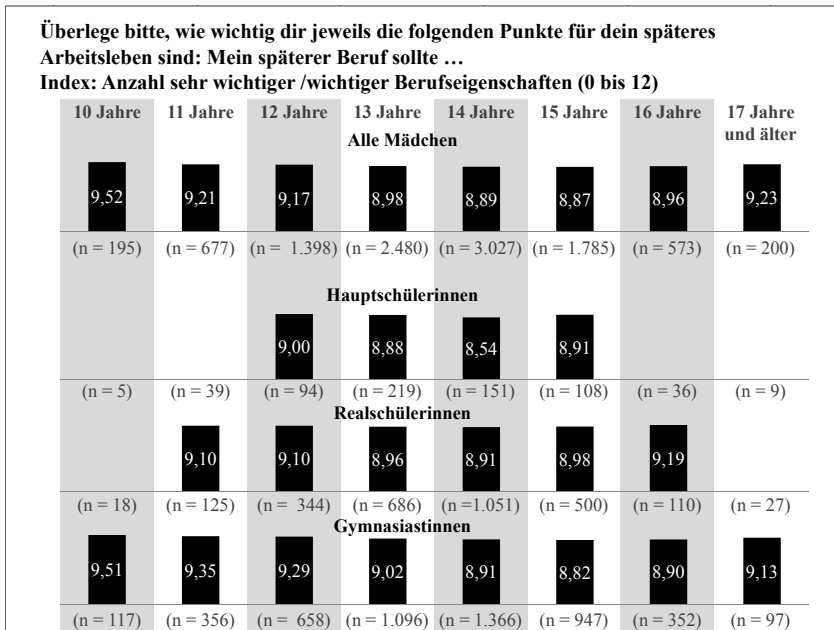 Überlege bitte, wie wichtig dir jeweils die folgenden Punkte für dein späteres
Arbeitsleben sind: Mein späterer Beruf sollte …
Index: Anzahl sehr wichtiger /wichtiger Berufseigenschaften (0 bis 12)
10 Jahre 11 Jahre 12 Jahre 13 Jahre 14 Jahre 15 Jahre 16 Jahre 17 Jahre
und älter
Alle Mädchen
9,52 9,21 9,17 8,98 8,89 8,87 8,96 9,23
(n = 195) (n = 677) (n = 1.398) (n = 2.480) (n = 3.027) (n = 1.785) (n = 573) (n = 200)
Hauptschülerinnen
9,00 8,88 8,54 8,91
(n = 5) (n = 39) (n = 94) (n = 219) (n = 151) (n = 108) (n = 36) (n = 9)
Realschülerinnen
9,10 9,10 8,96 8,91 8,98 9,19
(n = 18) (n = 125) (n = 344) (n = 686) (n =1.051) (n = 500) (n = 110) (n = 27)
Gymnasiastinnen
9,51 9,35 9,29 9,02 8,91 8,82 8,90 9,13
(n = 117) (n = 356) (n = 658) (n = 1.096) (n = 1.366) (n = 947) (n = 352) (n = 97)